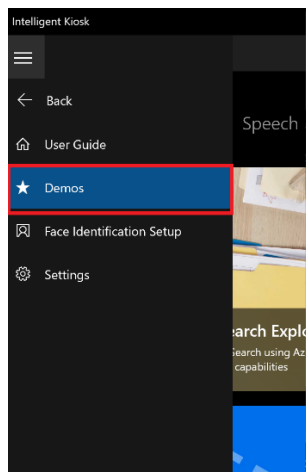 Intelligent Kiosk
Back
User Guide
Speech
Demos
Face Identification Setup
Settings
earch Explo
Search using Az
capabilities